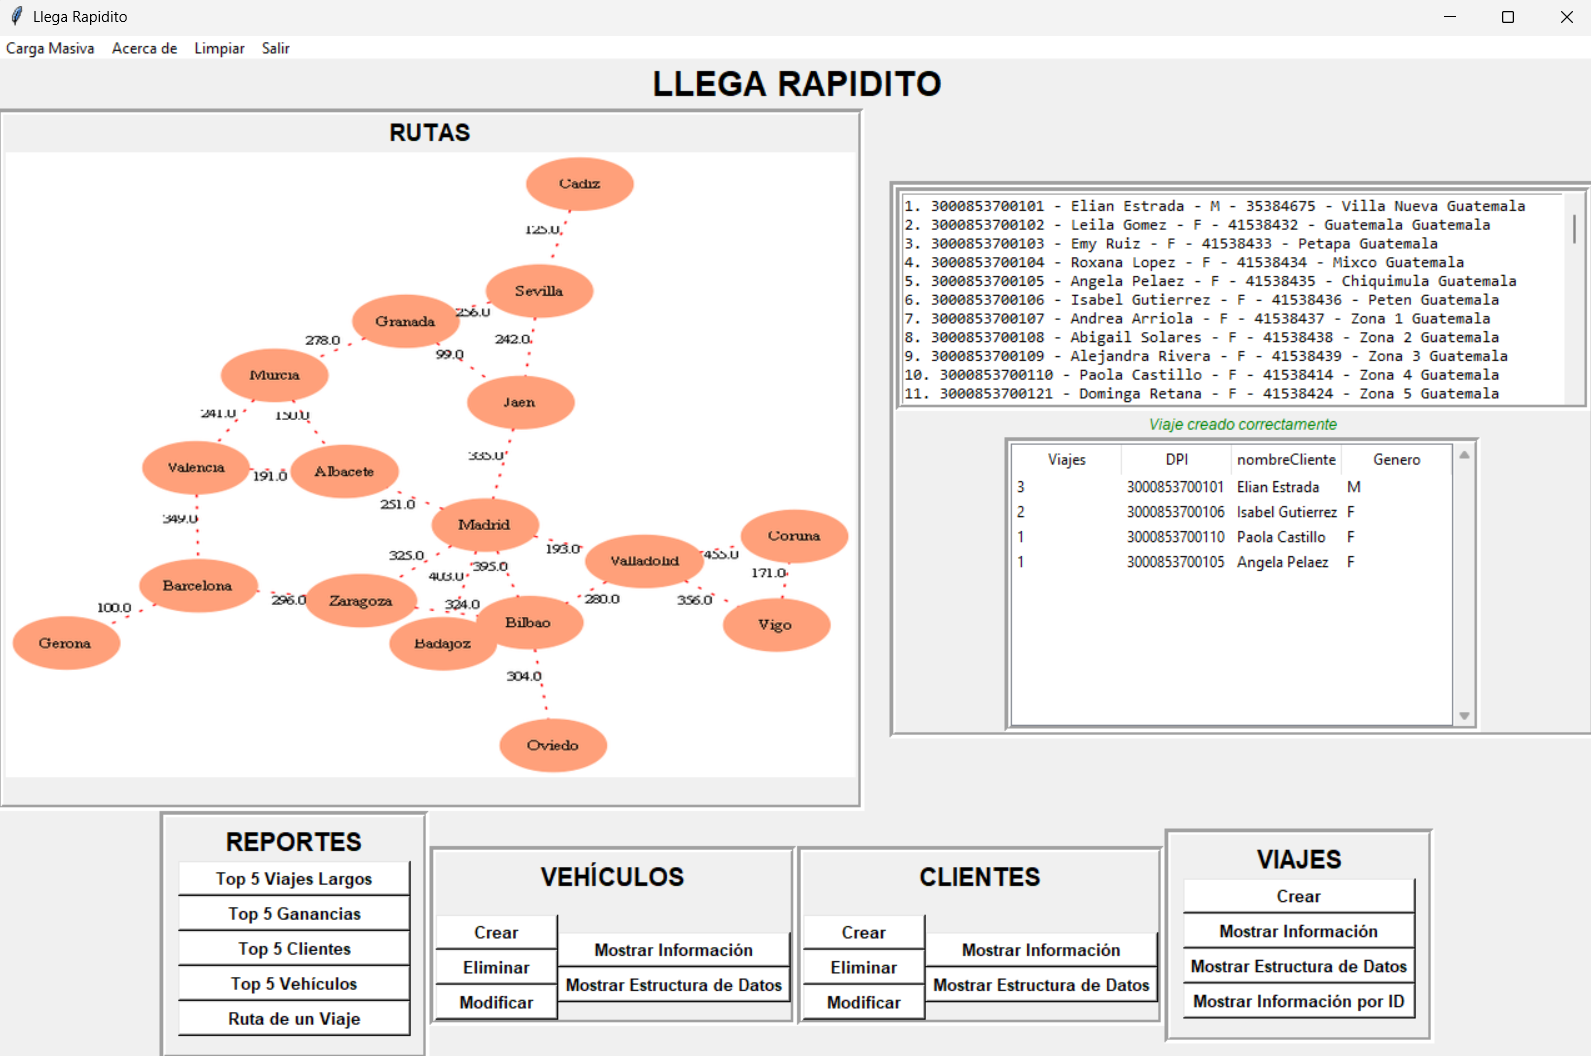 Llega Rapidito
Carga Masiva Acerca de Limpiar Salir
LLEGA RAPIDITO
RUTAS
Cadiz
125.0
Sevilla
256.0
Granada
242.0
278.0
99.0
Murcia
Jaen
241.0
150.0
335.0
Valencia
Albacete
191.0
251.0
349.0
Madrid
Coruna
193.0
455.0
325.0
Valladolid
395.0
403.0
171.0
Barcelona
296.0
Zaragoza
324.0
280.0
356.0
100.0
Bilbao
Vigo
Gerona
Badajoz
304.0
Oviedo
1. 3000853700101 - Elian Estrada - M - 35384675 - Villa Nueva Guatemala
2. 3000853700102 - Leila Gomez - F - 41538432 - Guatemala Guatemala
3. 3000853700103 - Emy Ruiz - F - 41538433 - Petapa Guatemala
4. 3000853700104 - Roxana Lopez - F - 41538434 - Mixco Guatemala
5. 3000853700105 - Angela Pelaez - F - 41538435 - Chiquimula Guatemala
6. 3000853700106 - Isabel Gutierrez - F - 41538436 - Peten Guatemala
7. 3000853700107 - Andrea Arriola - F - 41538437 - Zona 1 Guatemala
8. 3000853700108 - Abigail Solares - F - 41538438 - Zona 2 Guatemala
9. 3000853700109 - Alejandra Rivera - F - 41538439 - Zona 3 Guatemala
10. 3000853700110 - Paola Castillo - F - 41538414 - Zona 4 Guatemala
11. 3000853700121 - Dominga Retana - F - 41538424 - Zona 5 Guatemala
Viaje creado correctamente
Viajes DPI nombreCliente Genero
3 3000853700101 Elian Estrada M
2 3000853700106 Isabel Gutierrez F
1 3000853700110 Paola Castillo F
1 3000853700105 Angela Pelaez F
REPORTES
Top 5 Viajes Largos
Top 5 Ganancias
Top 5 Clientes
Top 5 Vehículos
Ruta de un Viaje
VEHÍCULOS
Crear
Eliminar
Modificar
Mostrar Información
Mostrar Estructura de Datos
CLIENTES
Crear
Eliminar
Modificar
Mostrar Información
Mostrar Estructura de Datos
VIAJES
Crear
Mostrar Información
Mostrar Estructura de Datos
Mostrar Información por ID